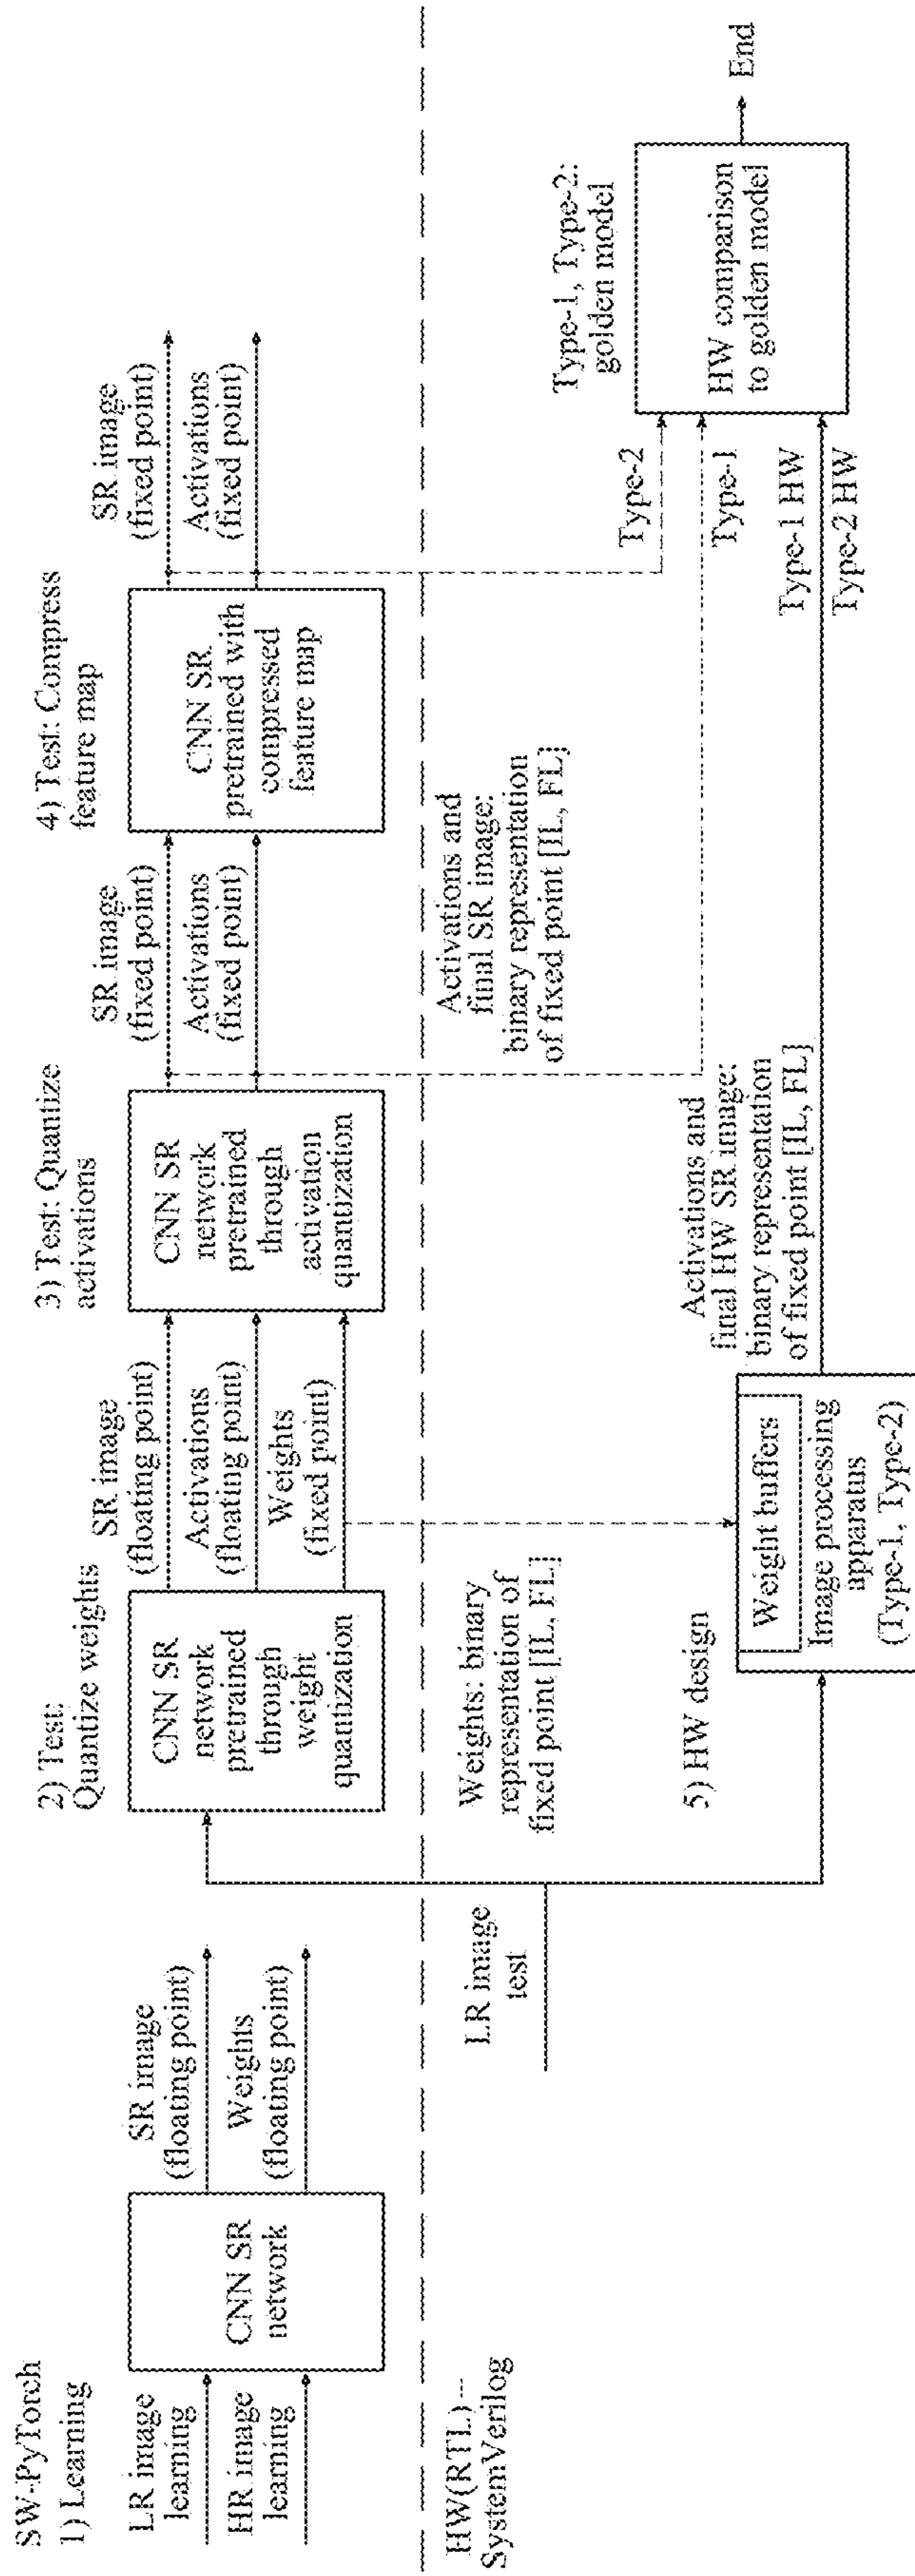 SW-PyTorch
1) Learning
LR image
learning
HR image
learning
CNN SR
network
SR image
(floating point)
Weights
(floating point)
2) Test:
Quantize weights
CNN SR
network
pretrained
through
weight
quantization
SR image
(floating point)
Activations
(floating point)
Weights
(fixed point)
3) Test: Quantize
activations
CNN SR
network
pretrained
through
activation
quantization
SR image
(fixed point)
Activations
(fixed point)
4) Test: Compress
feature map
CNN SR
pretrained with
compressed
feature map
SR image
(fixed point)
Activations
(fixed point)
HW(RTL)--
SystemVerilog
LR image
test
Weights: binary
representation of
fixed point [IL, FL]
5) HW design
Weight buffers
Image processing
apparatus
(Type-1, Type-2)
Activations and
final SR image:
binary representation
of fixed point [IL, FL]
Activations and
final HW SR image:
binary representation
of fixed point [IL, FL]
Type-2
Type-1
Type-1 HW
Type-2 HW
Type-1, Type-2:
golden model
HW comparison
to golden model
End